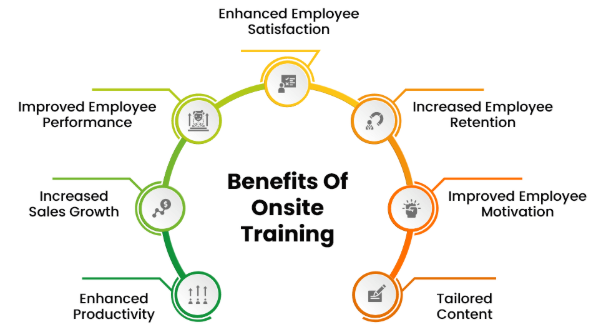 Enhanced Employee
Satisfaction
Improved Employee
Performance
Increased Employee
Retention
Benefits Of
Onsite
Training
Increased
Sales Growth
Improved Employee
Motivation
Enhanced
Productivity
Tailored
Content